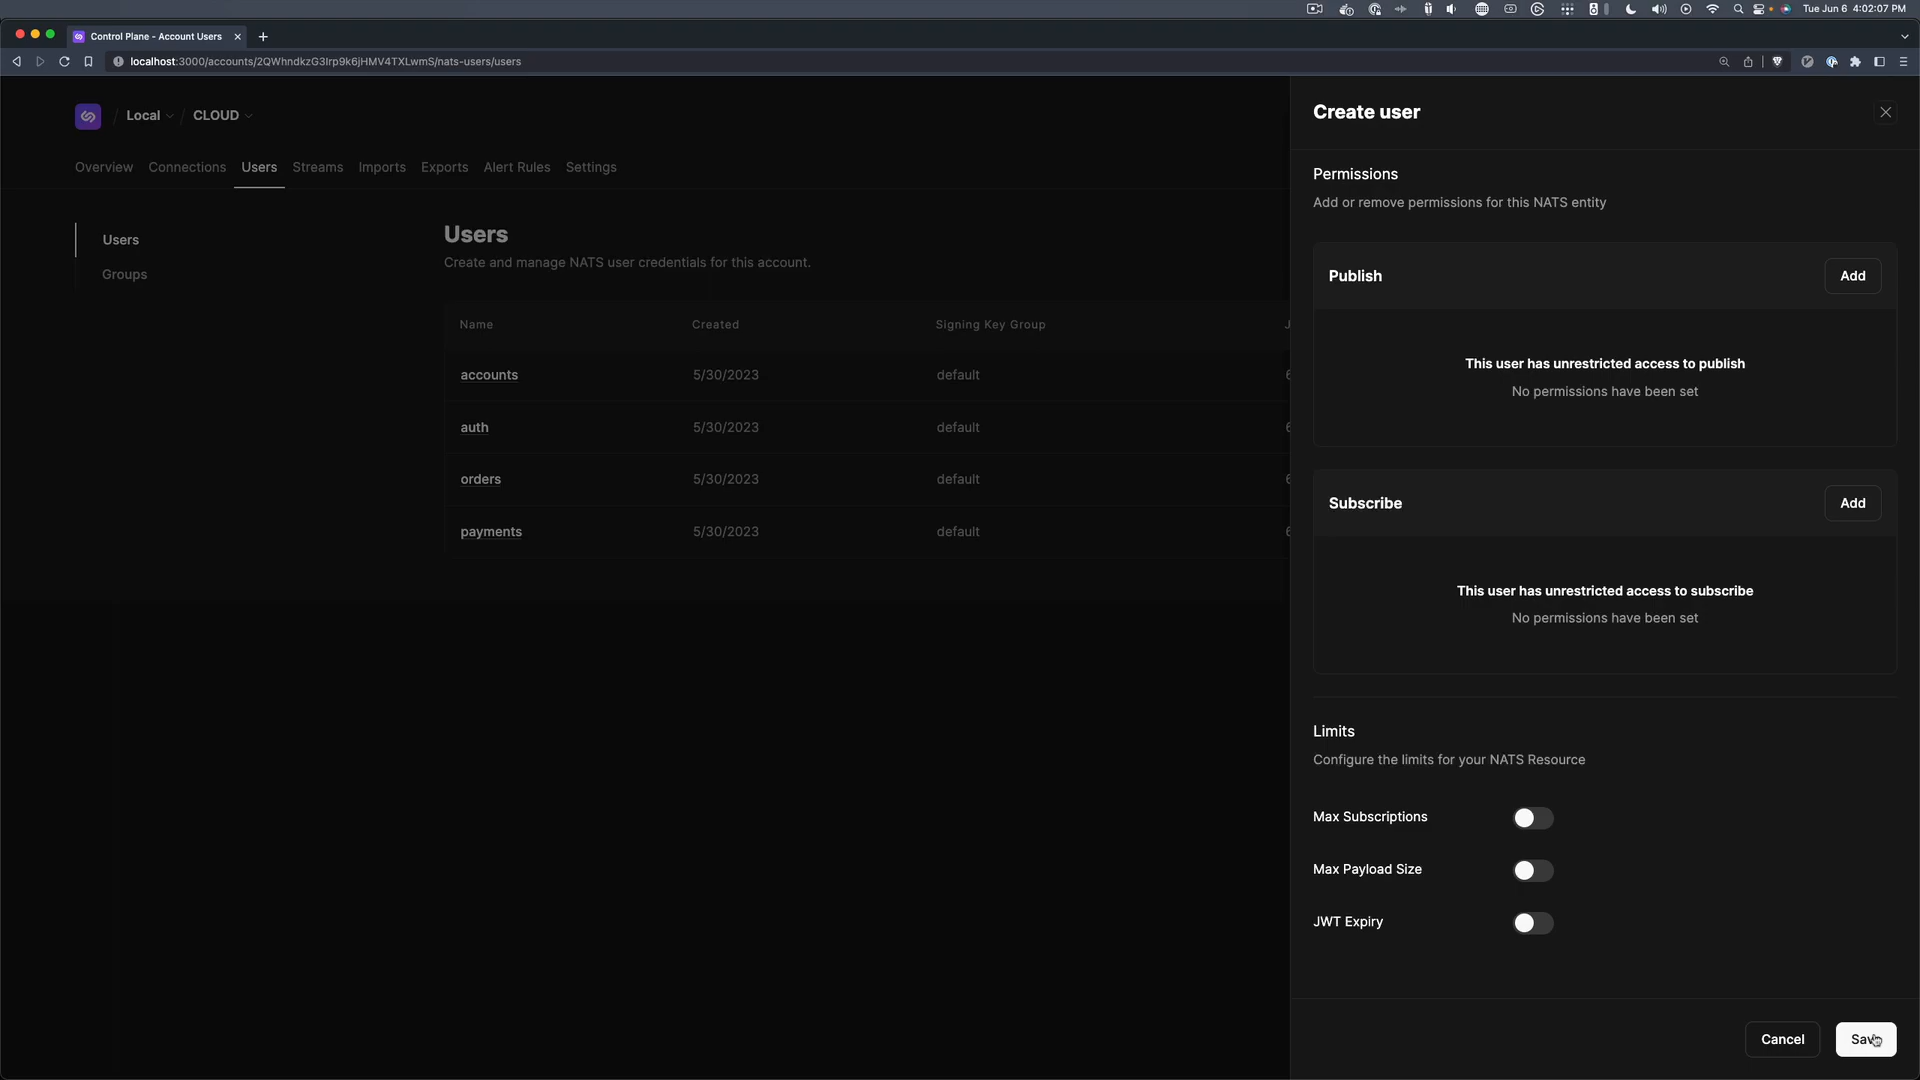 Tue Jun 6 4:02:07 PM
Control Plane - Account Users
localhost:3000/accounts/2QWhndkzG3Irp9k6jHMV4TXLwmS/nats-users/users
/ Local / CLOUD
Overview Connections Users Streams Imports Exports Alert Rules Settings
Users
Groups
Users
Create and manage NATS user credentials for this account.
Name Created Signing Key Group J
accounts 5/30/2023 default 6
auth 5/30/2023 default 6
orders 5/30/2023 default 6
payments 5/30/2023 default 6
Create user
Permissions
Add or remove permissions for this NATS entity
Publish Add
This user has unrestricted access to publish
No permissions have been set
Subscribe Add
This user has unrestricted access to subscribe
No permissions have been set
Limits
Configure the limits for your NATS Resource
Max Subscriptions
Max Payload Size
JWT Expiry
Cancel Save